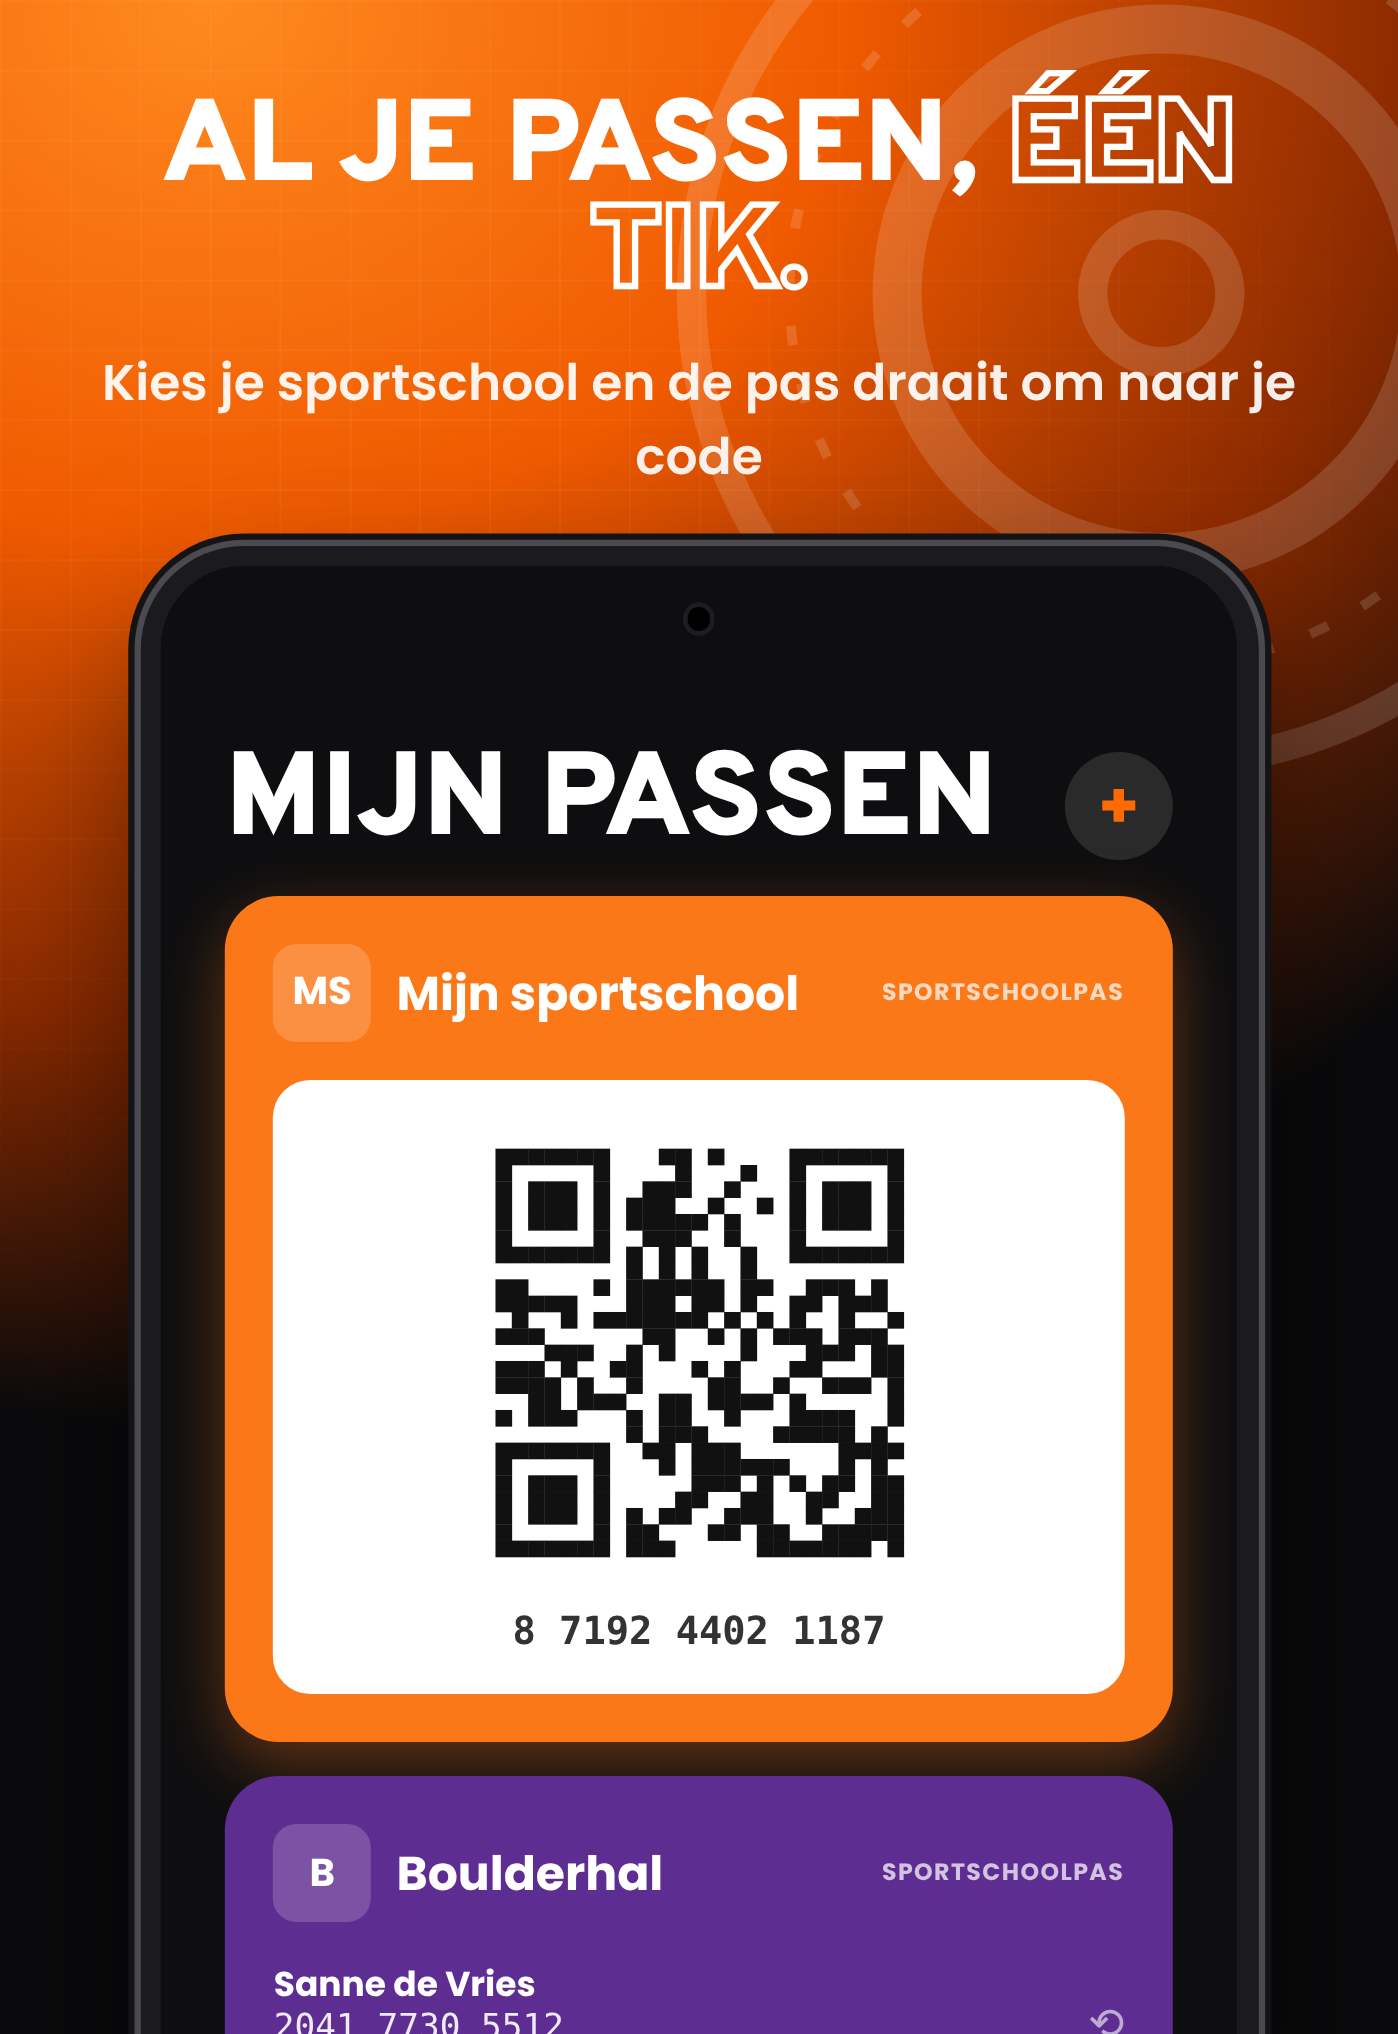 AL JE PASSEN, ÉÉN
TIK.
Kies je sportschool en de pas draait om naar je
code
MIJN PASSEN
+
MS
Mijn sportschool
SPORTSCHOOLPAS
8 7192 4402 1187
B
Boulderhal
SPORTSCHOOLPAS
Sanne de Vries
2041 7730 5512